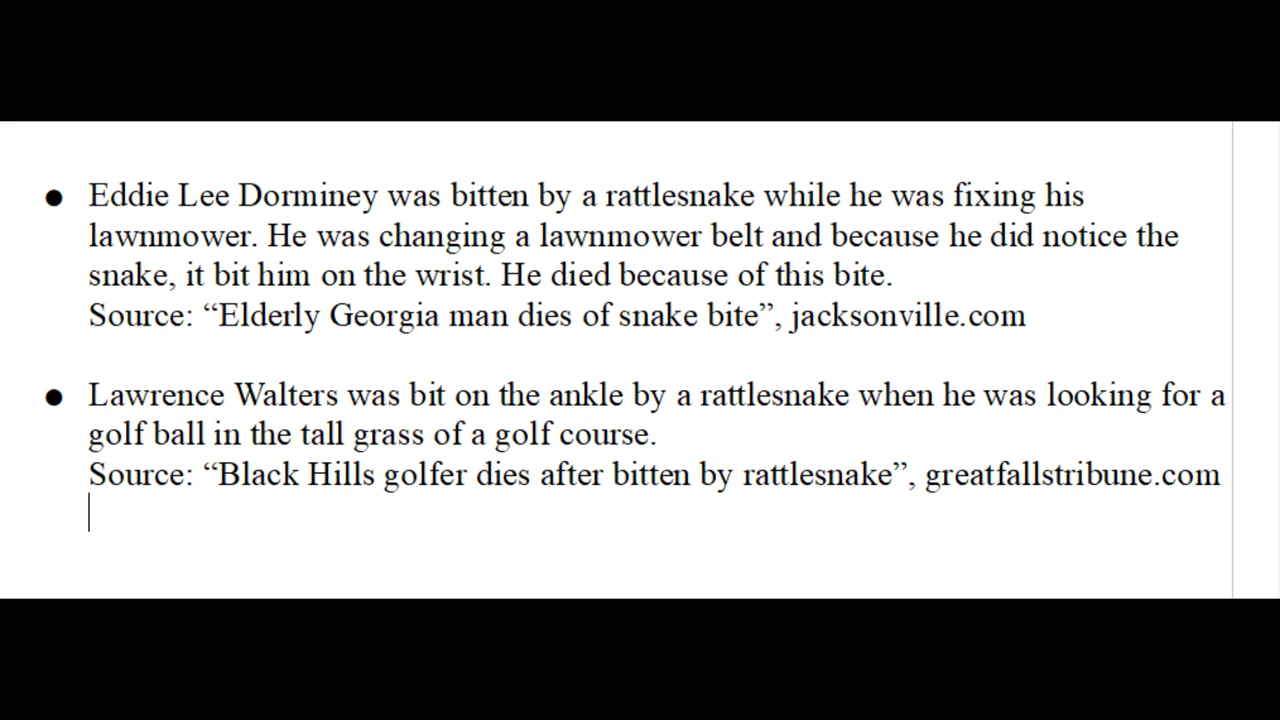 ● Eddie Lee Dorminey was bitten by a rattlesnake while he was fixing his
lawnmower. He was changing a lawnmower belt and because he did notice the
snake, it bit him on the wrist. He died because of this bite.
Source: “Elderly Georgia man dies of snake bite”, jacksonville.com
● Lawrence Walters was bit on the ankle by a rattlesnake when he was looking for a
golf ball in the tall grass of a golf course.
Source: “Black Hills golfer dies after bitten by rattlesnake”, greatfallstribune.com